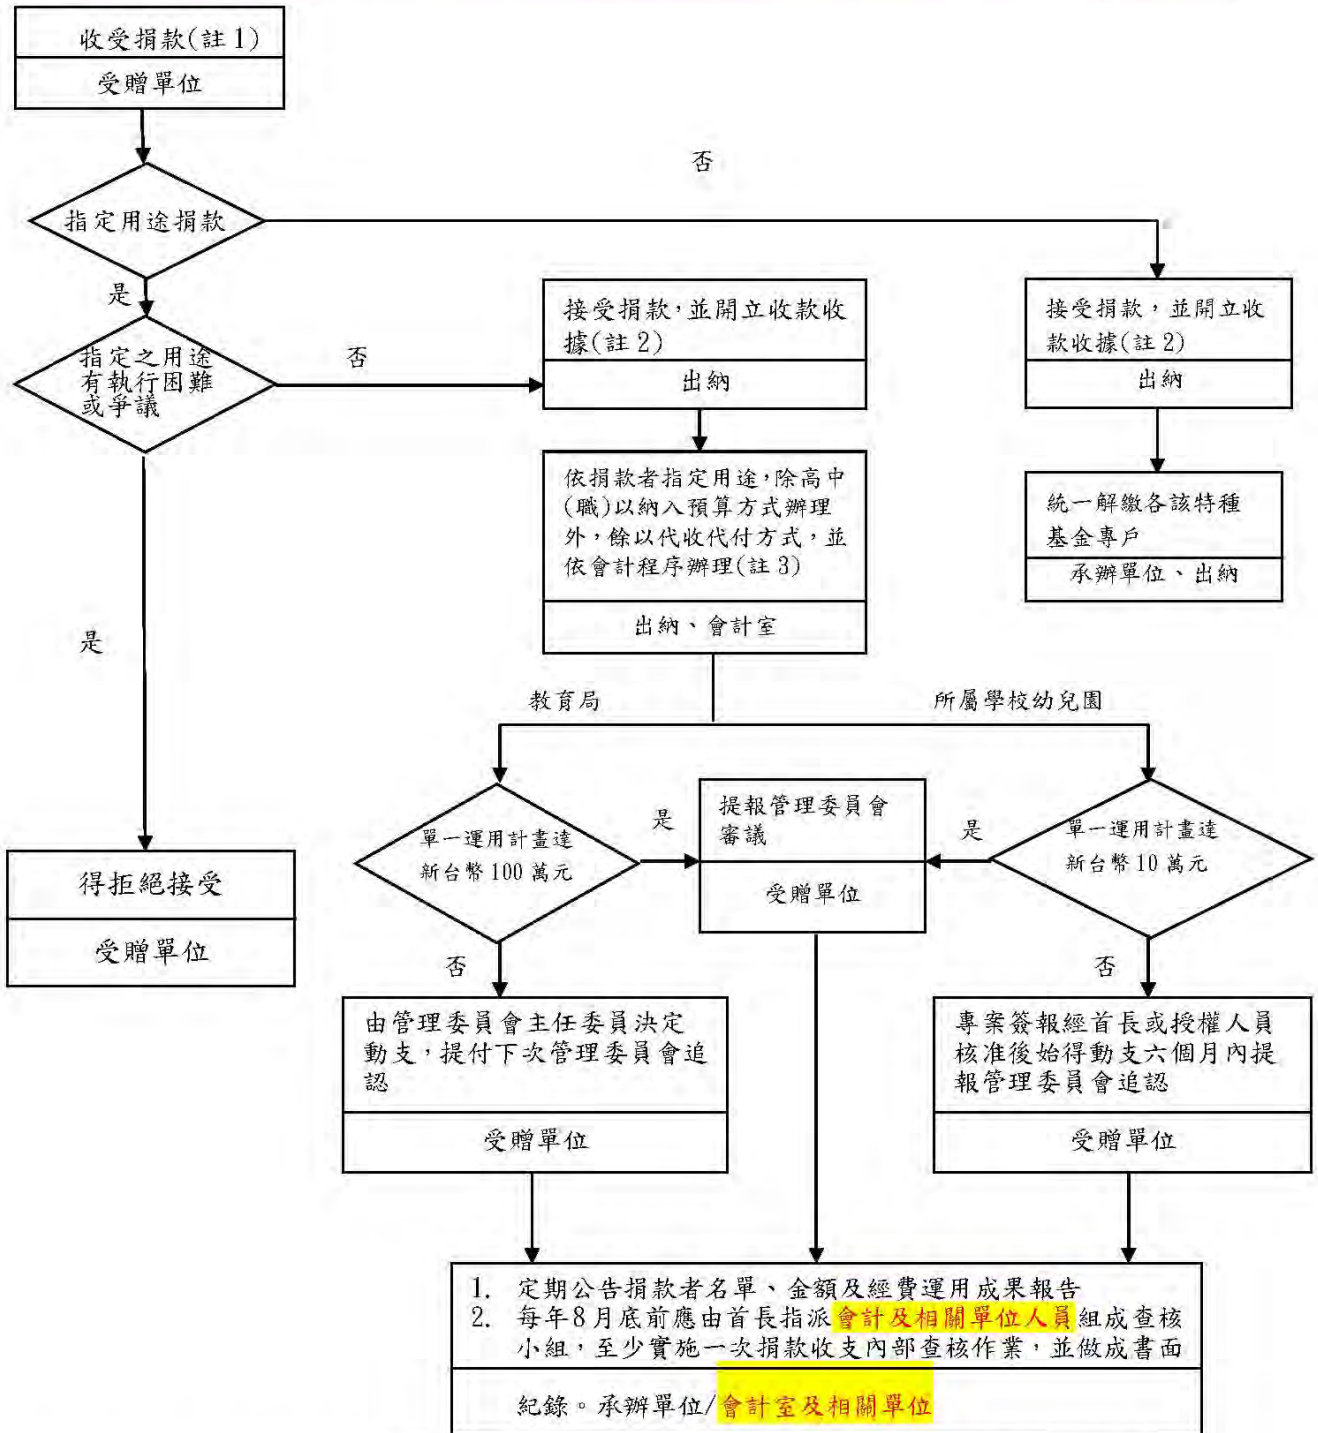 收受捐款(註1)
受贈單位
否
指定用途捐款
是
指定之用途
有執行困難
或爭議
否
接受捐款，並開立收款收
據(註2)
出納
接受捐款，並開立收
款收據(註2)
出納
依捐款者指定用途，除高中
(職)以納入預算方式辦理
外，餘以代收代付方式，並
依會計程序辦理(註3)
出納、會計室
統一解繳各該特種
基金專戶
承辦單位、出納
是
教育局
所屬學校幼兒園
單一運用計畫達
新台幣100萬元
是
提報管理委員會
審議
受贈單位
是
單一運用計畫達
新台幣10萬元
得拒絕接受
受贈單位
否
否
由管理委員會主任委員決定
動支，提付下次管理委員會追
認
受贈單位
專案簽報經首長或授權人員
核准後始得動支六個月內提
報管理委員會追認
受贈單位
1. 定期公告捐款者名單、金額及經費運用成果報告
2. 每年8月底前應由首長指派會計及相關單位人員組成查核
小組，至少實施一次捐款收支內部查核作業，並做成書面
紀錄。承辦單位/會計室及相關單位